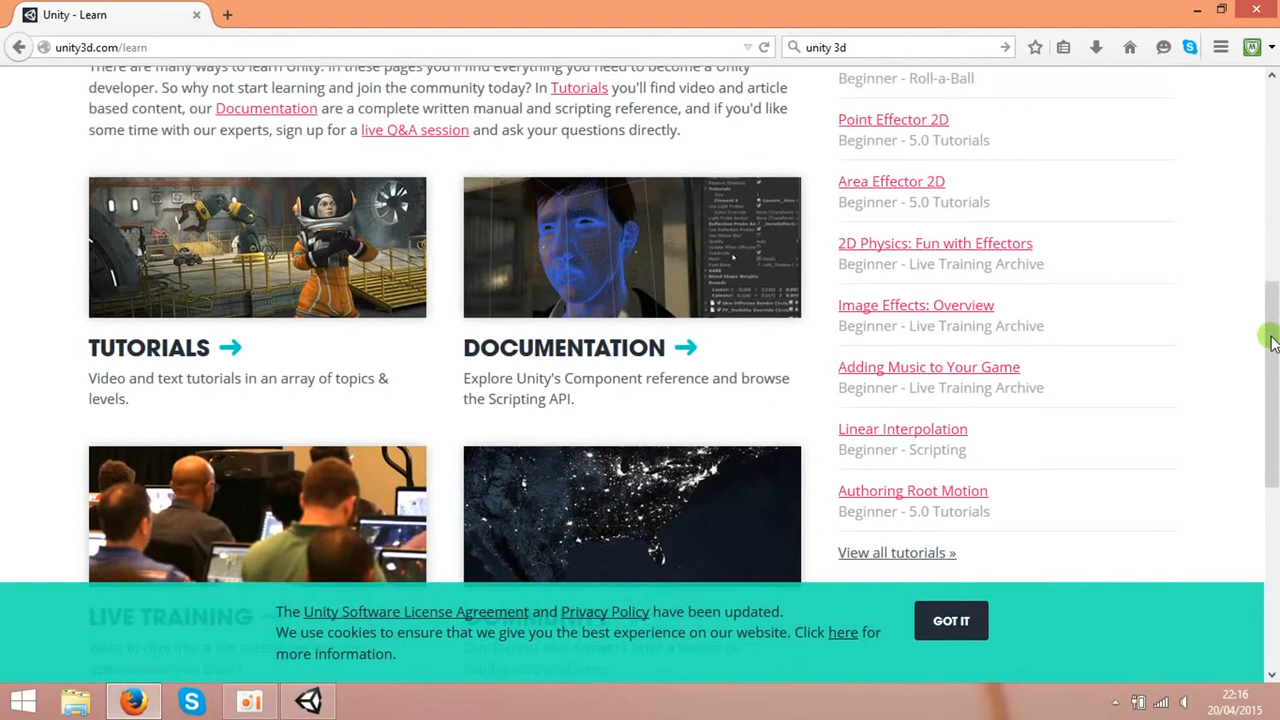 Unity - Learn
unity3d.com/learn
unity 3d
There are many ways to learn Unity. In these pages you'll find everything you need to become a Unity
developer. So why not start learning and join the community today? In Tutorials you'll find video and article
based content, our Documentation are a complete written manual and scripting reference, and if you'd like
some time with our experts, sign up for a live Q&A session and ask your questions directly.
TUTORIALS
Video and text tutorials in an array of topics &
levels.
DOCUMENTATION
Explore Unity's Component reference and browse
the Scripting API.
Beginner - Roll-a-Ball
Point Effector 2D
Beginner - 5.0 Tutorials
Area Effector 2D
Beginner - 5.0 Tutorials
2D Physics: Fun with Effectors
Beginner - Live Training Archive
Image Effects: Overview
Beginner - Live Training Archive
Adding Music to Your Game
Beginner - Live Training Archive
Linear Interpolation
Beginner - Scripting
Authoring Root Motion
Beginner - 5.0 Tutorials
View all tutorials »
LIVE TRAINING
The Unity Software License Agreement and Privacy Policy have been updated.
We use cookies to ensure that we give you the best experience on our website. Click here for
more information.
GOT IT
22:16
20/04/2015